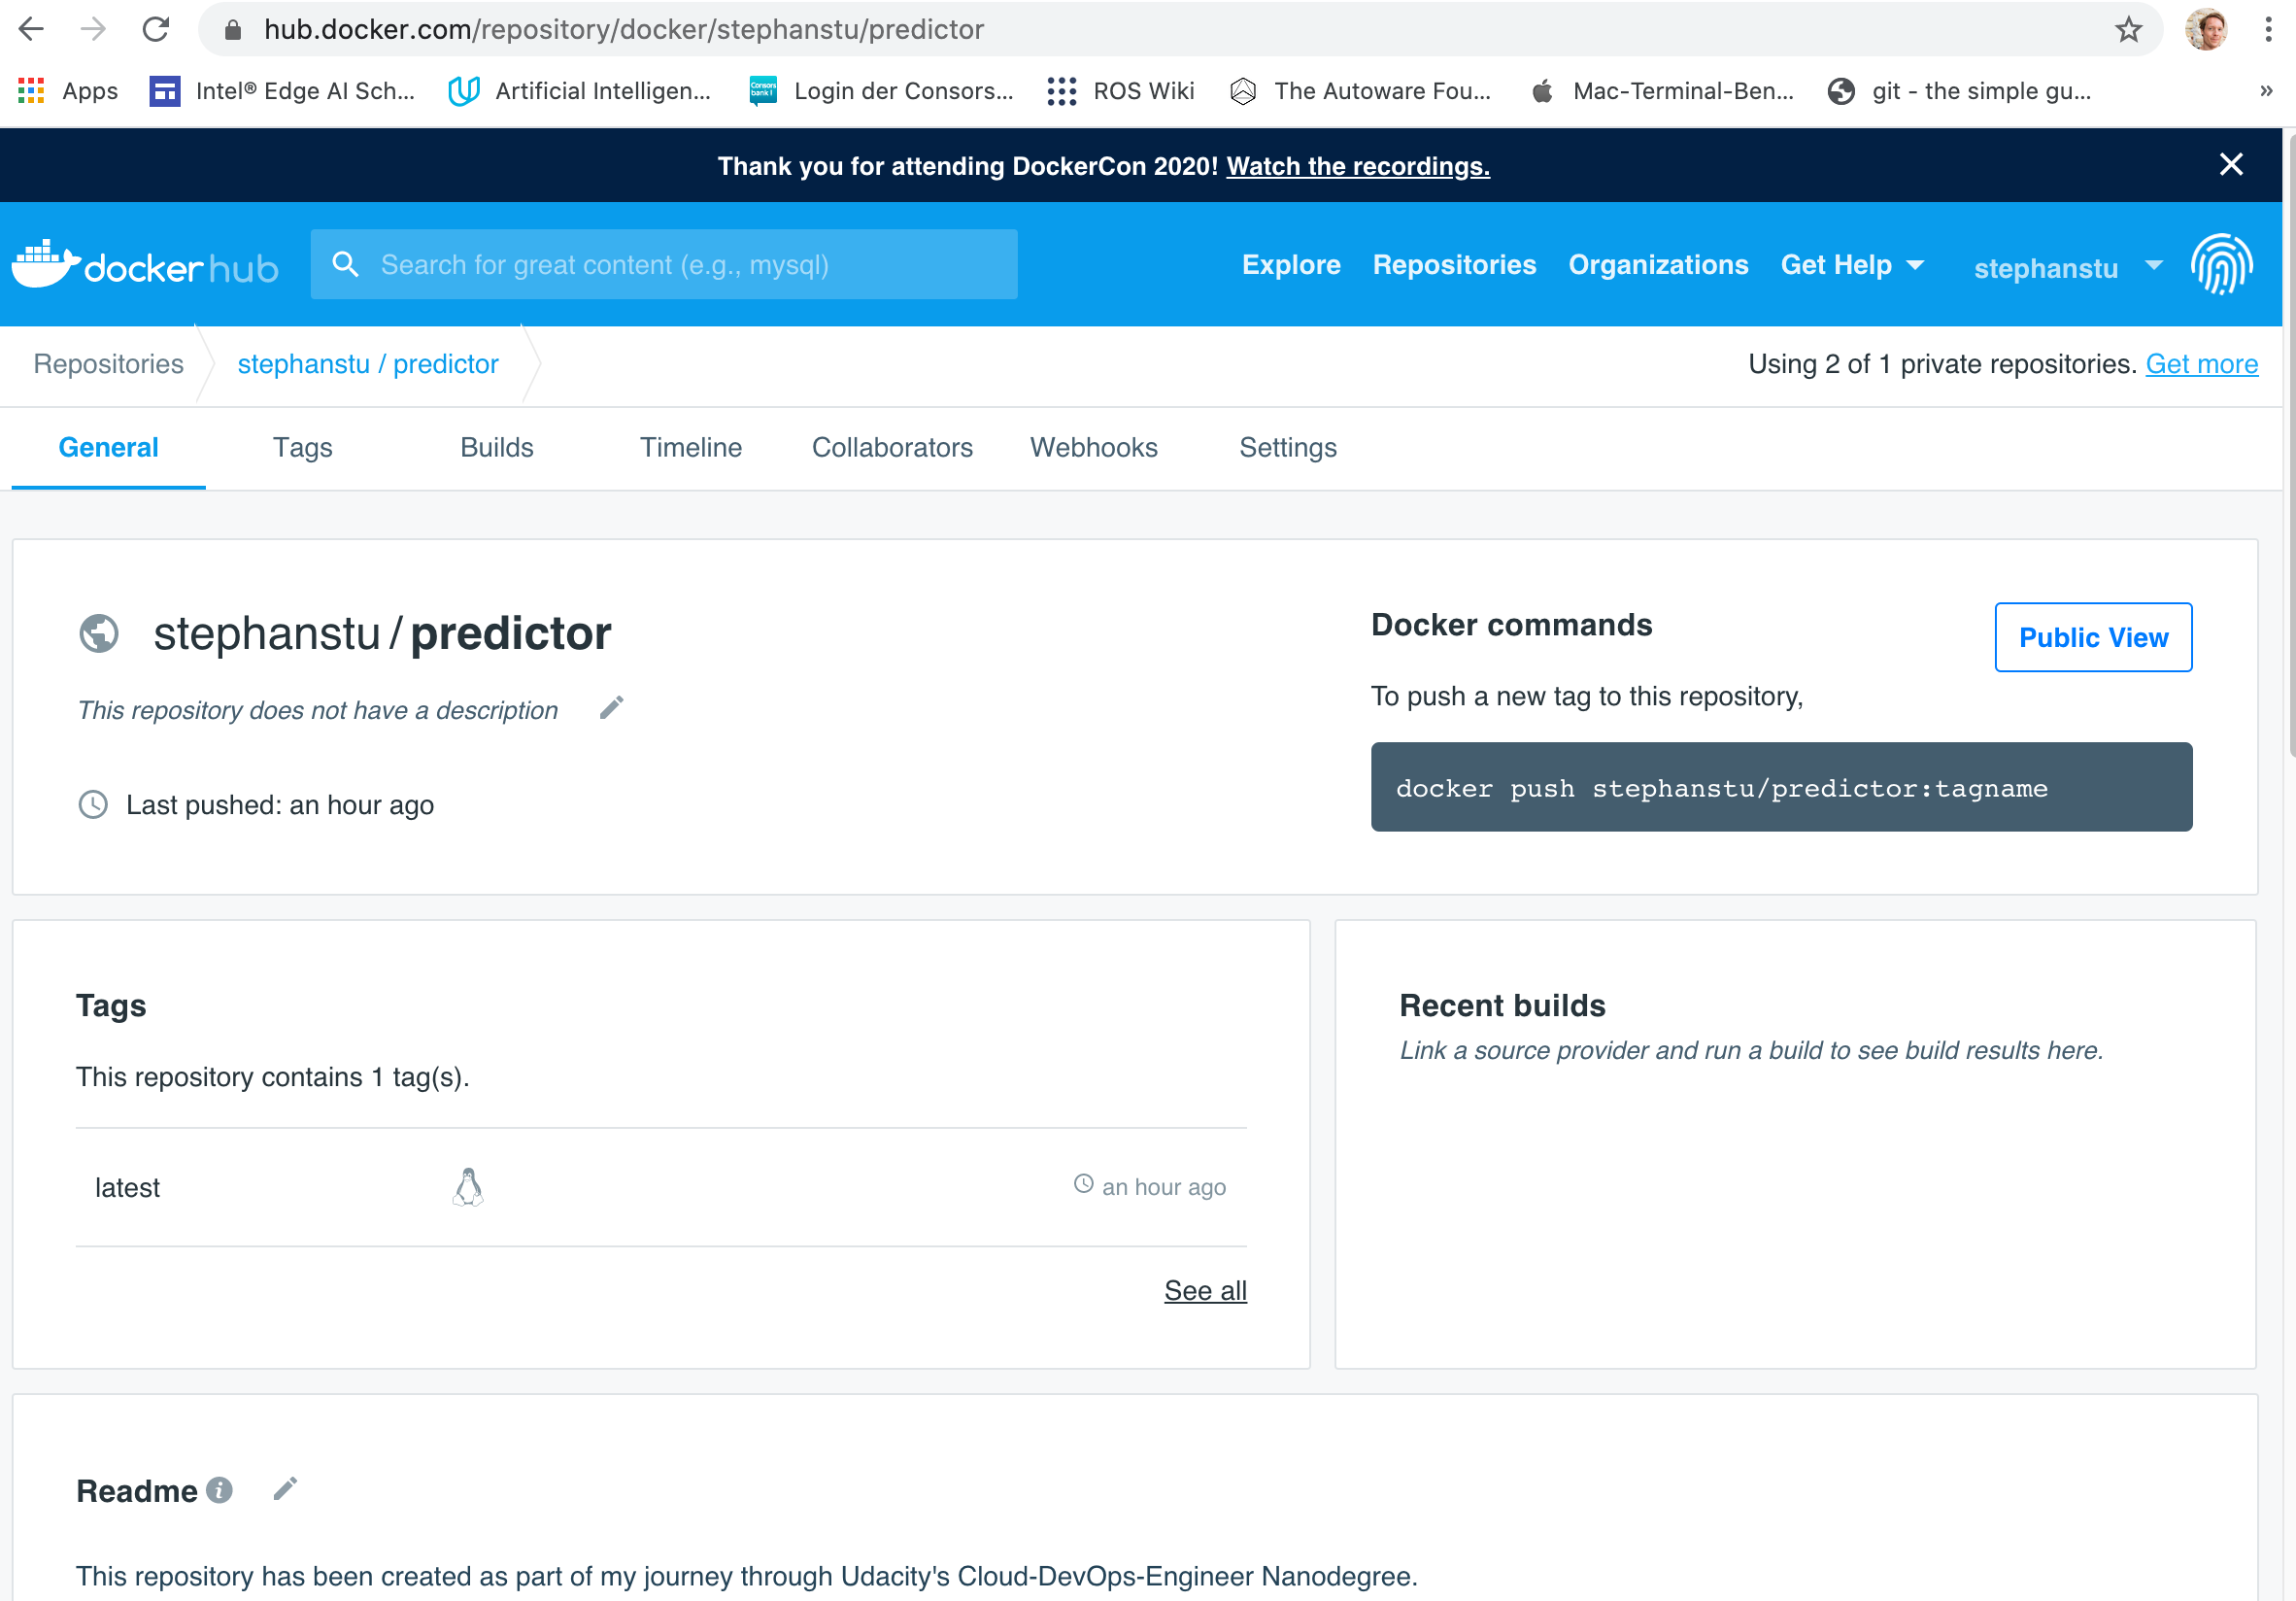 hub.docker.com/repository/docker/stephanstu/predictor
Apps Intel® Edge AI Sch... Artificial Intelligen... Consors bank! Login der Consors... ROS Wiki The Autoware Fou... Mac-Terminal-Ben... git - the simple gu... »
Thank you for attending DockerCon 2020! Watch the recordings.
docker hub Search for great content (e.g., mysql) Explore Repositories Organizations Get Help stephanstu
Repositories stephanstu / predictor Using 2 of 1 private repositories. Get more
General Tags Builds Timeline Collaborators Webhooks Settings
stephanstu / predictor
This repository does not have a description
Last pushed: an hour ago
Docker commands
Public View
To push a new tag to this repository,
docker push stephanstu/predictor:tagname
Tags
This repository contains 1 tag(s).
latest an hour ago
See all
Recent builds
Link a source provider and run a build to see build results here.
Readme
This repository has been created as part of my journey through Udacity's Cloud-DevOps-Engineer Nanodegree.